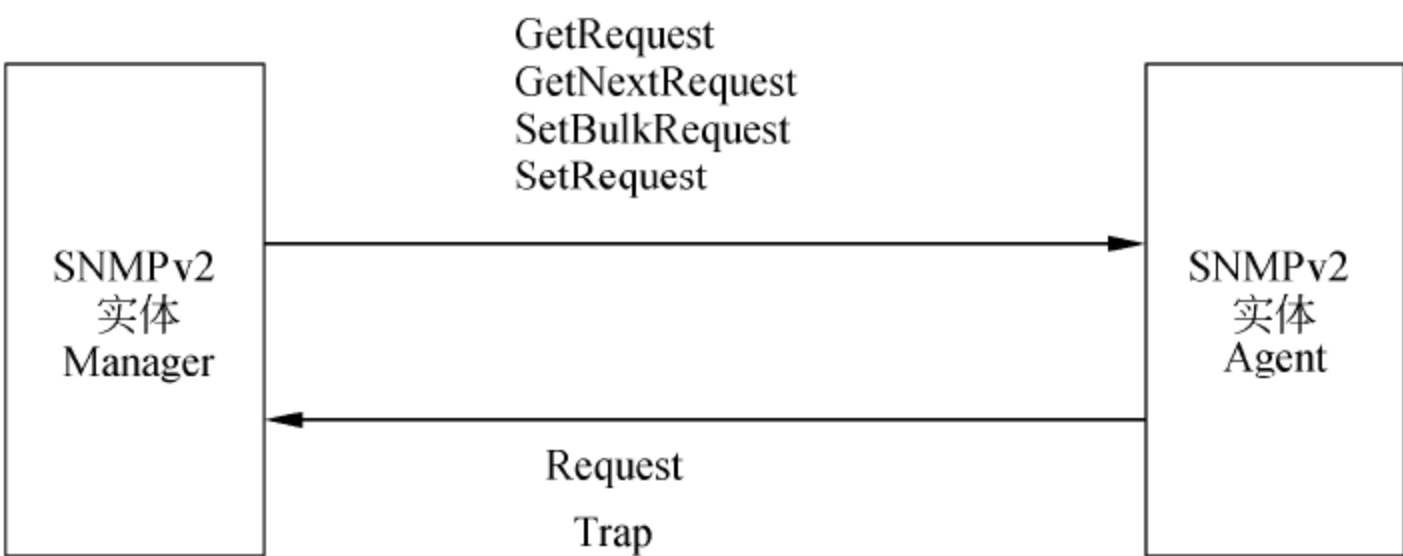 GetRequest
GetNextRequest
SetBulkRequest
SetRequest
SNMPv2
实体
Manager
SNMPv2
实体
Agent
Request
Trap